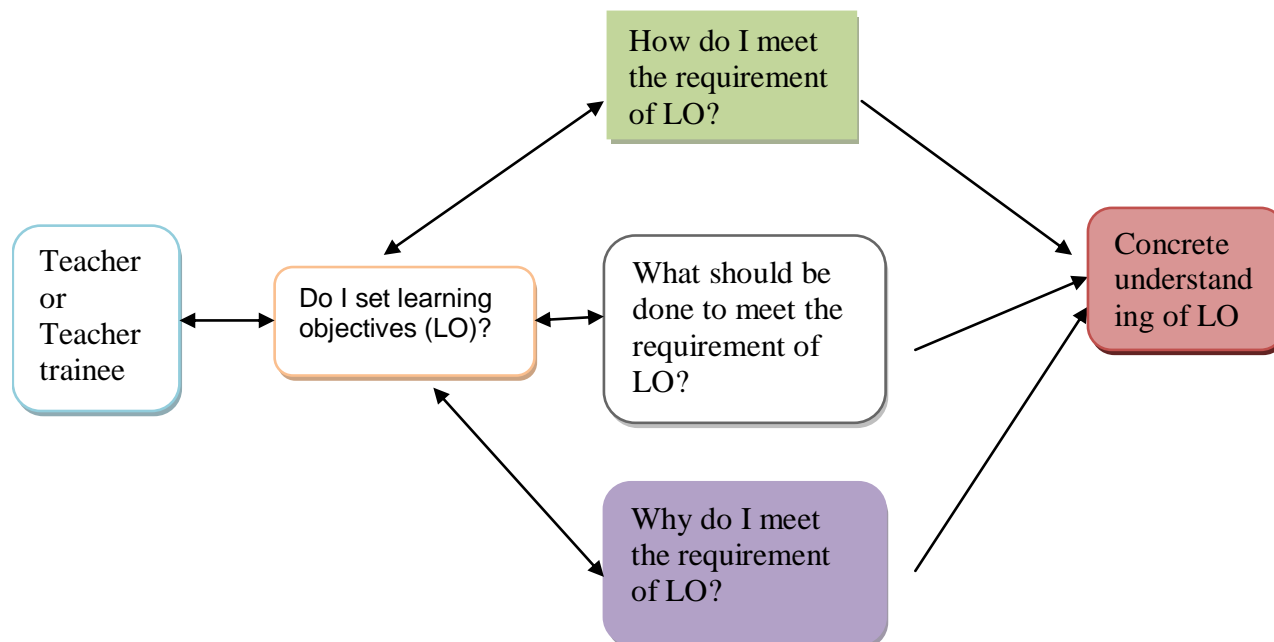 Teacher
or
Teacher
trainee
Do I set learning
objectives (LO)?
How do I meet
the requirement
of LO?
What should be
done to meet the
requirement of
LO?
Why do I meet
the requirement
of LO?
Concrete
understand
ing of LO